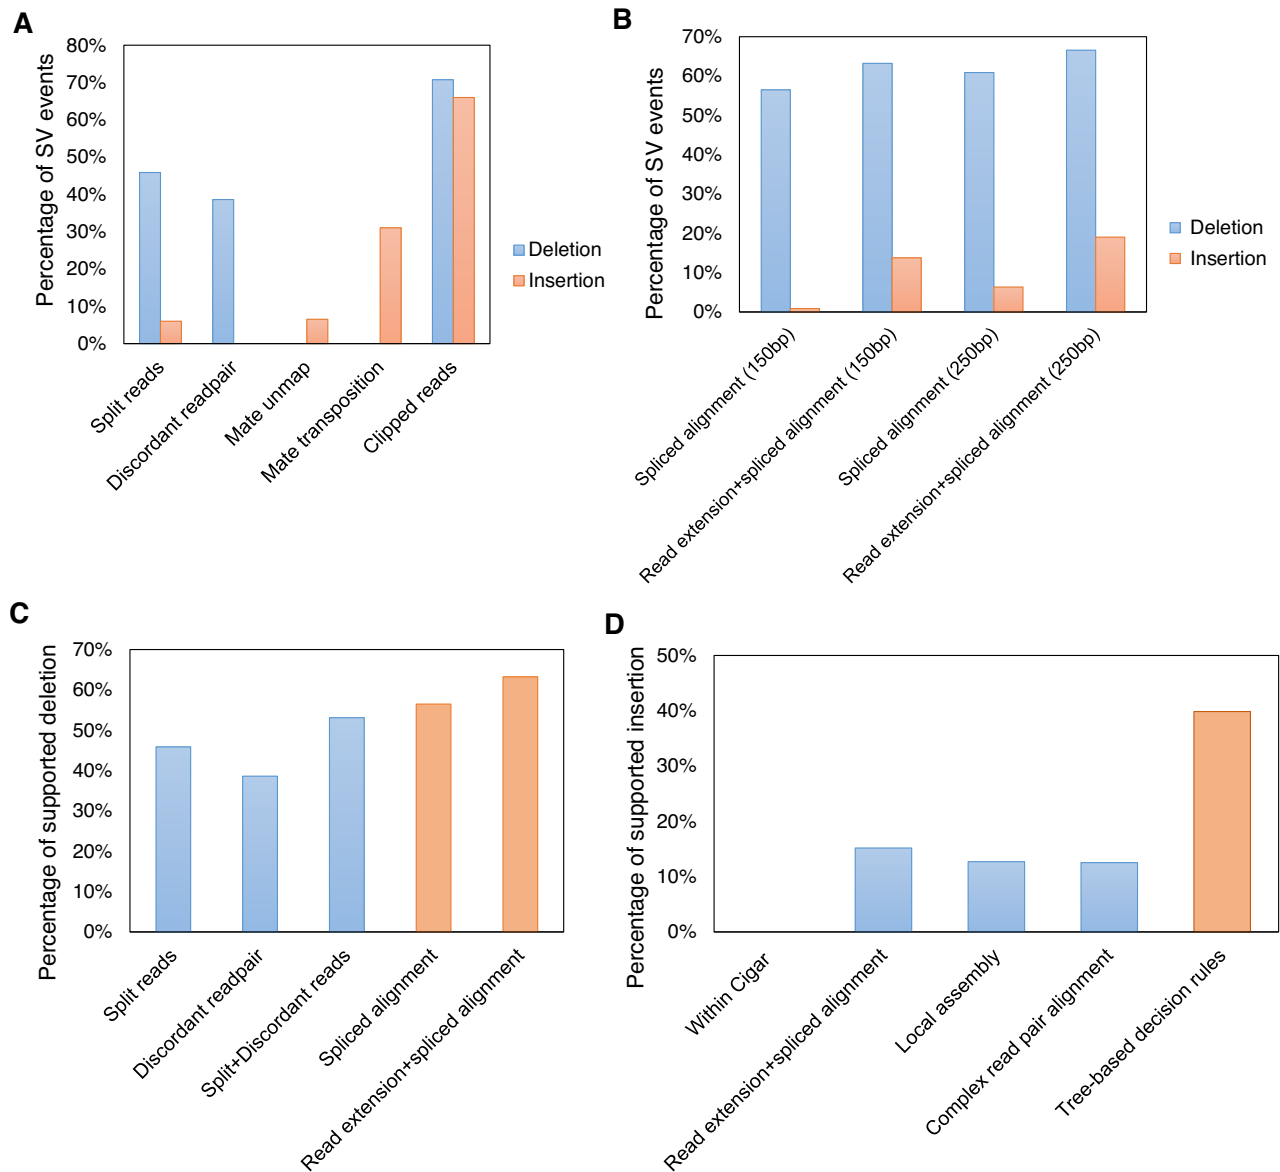 A
Percentage of SV events
80%
70%
60%
50%
40%
30%
20%
10%
0%
Split reads
Discordant readpair
Mate unmap
Mate transposition
Clipped reads
Deletion
Insertion
B
Percentage of SV events
70%
60%
50%
40%
30%
20%
10%
0%
Spliced alignment (150bp)
Read extension+spliced alignment (150bp)
Spliced alignment (250bp)
Read extension+spliced alignment (250bp)
Deletion
Insertion
C
Percentage of supported deletion
70%
60%
50%
40%
30%
20%
10%
0%
Split reads
Discordant readpair
Split+Discordant reads
Spliced alignment
Read extension+spliced alignment
D
Percentage of supported insertion
50%
40%
30%
20%
10%
0%
Within Cigar
Read extension+spliced alignment
Local assembly
Complex read pair alignment
Tree-based decision rules